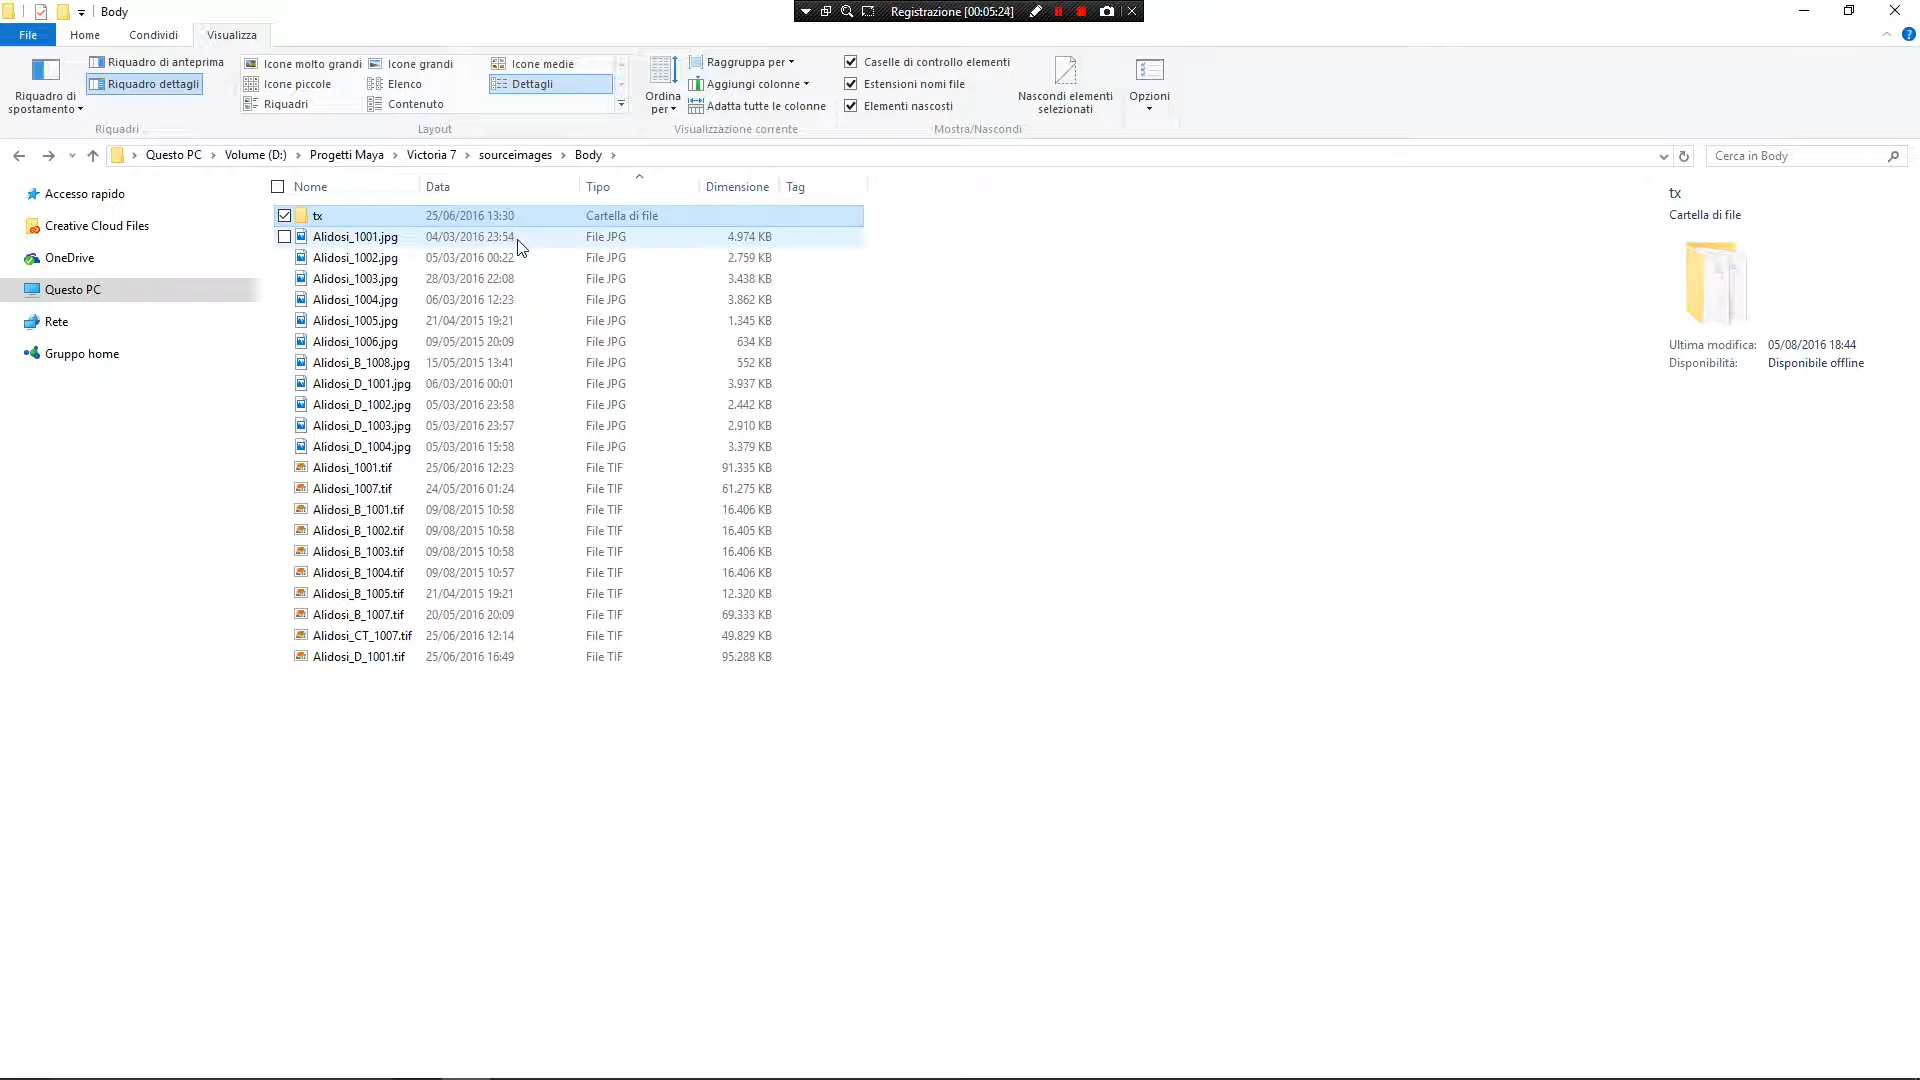 Body
Registrazione [00:05:24]
File Home Condividi Visualizza
Riquadro di spostamento
Riquadro di anteprima
Riquadro dettagli
Riquadri
Icone molto grandi Icone grandi Icone medie
Icone piccole Elenco Dettagli
Riquadri Contenuto
Layout
Ordina per
Raggruppa per
Aggiungi colonne
Adatta tutte le colonne
Visualizzazione corrente
Caselle di controllo elementi
Estensioni nomi file
Elementi nascosti
Nascondi elementi selezionati
Mostra/Nascondi
Opzioni
Questo PC > Volume (D:) > Progetti Maya > Victoria 7 > sourceimages > Body >
Cerca in Body
Accesso rapido
Creative Cloud Files
OneDrive
Questo PC
Rete
Gruppo home
Nome Data Tipo Dimensione Tag
tx 25/06/2016 13:30 Cartella di file
Alidosi_1001.jpg 04/03/2016 23:54 File JPG 4.974 KB
Alidosi_1002.jpg 05/03/2016 00:22 File JPG 2.759 KB
Alidosi_1003.jpg 28/03/2016 22:08 File JPG 3.438 KB
Alidosi_1004.jpg 06/03/2016 12:23 File JPG 3.862 KB
Alidosi_1005.jpg 21/04/2015 19:21 File JPG 1.345 KB
Alidosi_1006.jpg 09/05/2015 20:09 File JPG 634 KB
Alidosi_B_1008.jpg 15/05/2015 13:41 File JPG 552 KB
Alidosi_D_1001.jpg 06/03/2016 00:01 File JPG 3.937 KB
Alidosi_D_1002.jpg 05/03/2016 23:58 File JPG 2.442 KB
Alidosi_D_1003.jpg 05/03/2016 23:57 File JPG 2.910 KB
Alidosi_D_1004.jpg 05/03/2016 15:58 File JPG 3.379 KB
Alidosi_1001.tif 25/06/2016 12:23 File TIF 91.335 KB
Alidosi_1007.tif 24/05/2016 01:24 File TIF 61.275 KB
Alidosi_B_1001.tif 09/08/2015 10:58 File TIF 16.406 KB
Alidosi_B_1002.tif 09/08/2015 10:58 File TIF 16.405 KB
Alidosi_B_1003.tif 09/08/2015 10:58 File TIF 16.406 KB
Alidosi_B_1004.tif 09/08/2015 10:57 File TIF 16.406 KB
Alidosi_B_1005.tif 21/04/2015 19:21 File TIF 12.320 KB
Alidosi_B_1007.tif 20/05/2016 20:09 File TIF 69.333 KB
Alidosi_CT_1007.tif 25/06/2016 12:14 File TIF 49.829 KB
Alidosi_D_1001.tif 25/06/2016 16:49 File TIF 95.288 KB
tx
Cartella di file
Ultima modifica: 05/08/2016 18:44
Disponibilità: Disponibile offline